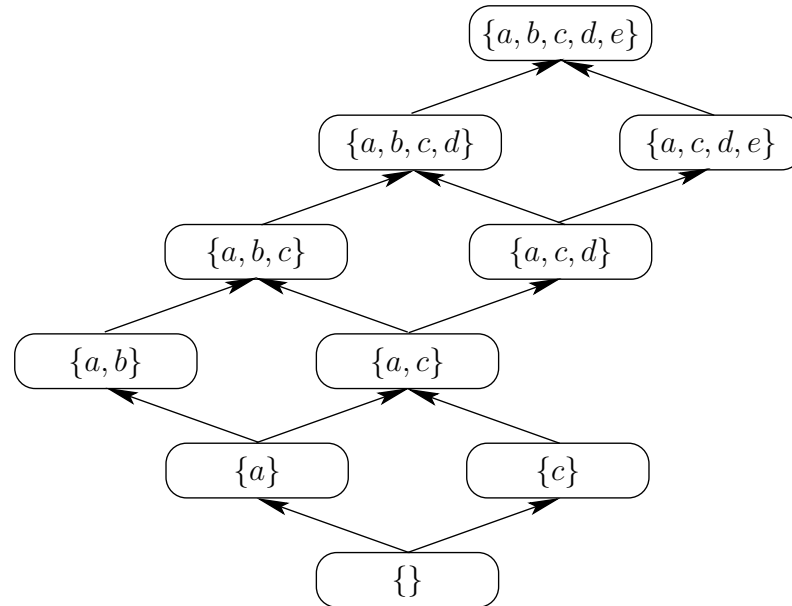 {a, b, c, d, e}
{a, b, c, d} {a, c, d, e}
{a, b, c} {a, c, d}
{a, b} {a, c}
{a} {c}
{}